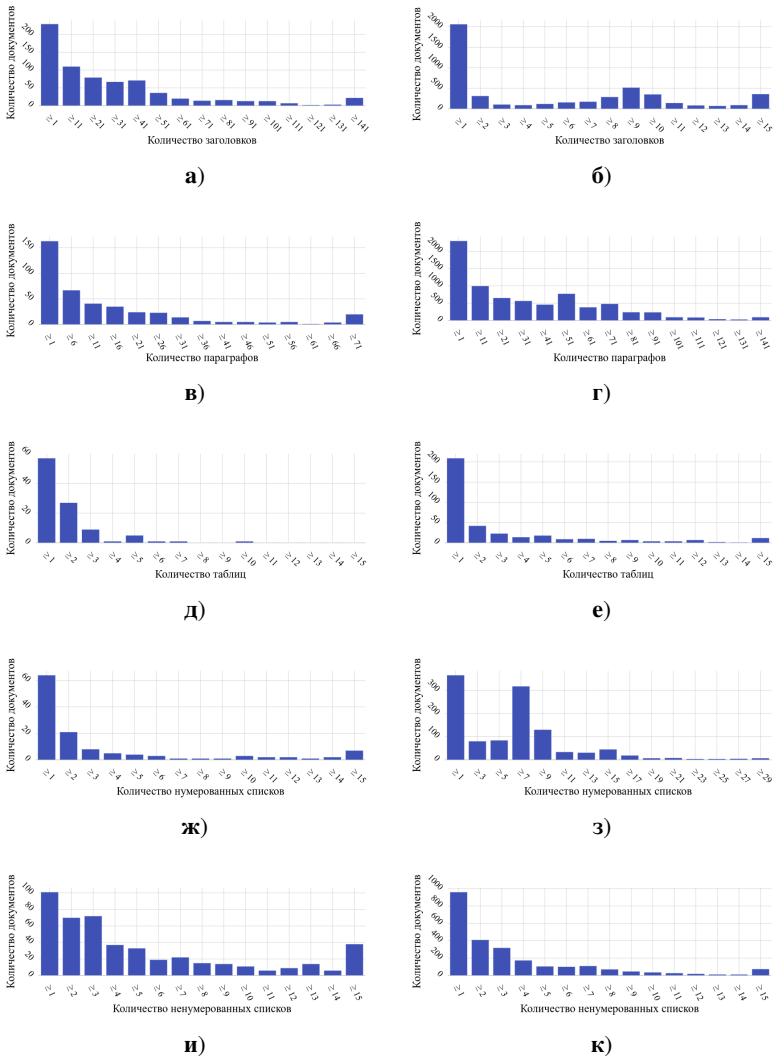 Количество документов
200
150
100
50
0
≥ 1 ≥ 11 ≥ 21 ≥ 31 ≥ 41 ≥ 51 ≥ 61 ≥ 71 ≥ 81 ≥ 91 ≥ 101 ≥ 111 ≥ 121 ≥ 131 ≥ 141
Количество заголовков
а)
Количество документов
2000
1500
1000
500
0
≥ 1 ≥ 2 ≥ 3 ≥ 4 ≥ 5 ≥ 6 ≥ 7 ≥ 8 ≥ 9 ≥ 10 ≥ 11 ≥ 12 ≥ 13 ≥ 14 ≥ 15
Количество заголовков
б)
Количество документов
150
100
50
0
≥ 1 ≥ 6 ≥ 11 ≥ 16 ≥ 21 ≥ 26 ≥ 31 ≥ 36 ≥ 41 ≥ 46 ≥ 51 ≥ 56 ≥ 61 ≥ 66 ≥ 71
Количество параграфов
в)
Количество документов
2000
1500
1000
500
0
≥ 1 ≥ 11 ≥ 21 ≥ 31 ≥ 41 ≥ 51 ≥ 61 ≥ 71 ≥ 81 ≥ 91 ≥ 101 ≥ 111 ≥ 121 ≥ 131 ≥ 141
Количество параграфов
г)
Количество документов
60
40
20
0
≥ 1 ≥ 2 ≥ 3 ≥ 4 ≥ 5 ≥ 6 ≥ 7 ≥ 8 ≥ 9 ≥ 10 ≥ 11 ≥ 12 ≥ 13 ≥ 14 ≥ 15
Количество таблиц
д)
Количество документов
200
150
100
50
0
≥ 1 ≥ 2 ≥ 3 ≥ 4 ≥ 5 ≥ 6 ≥ 7 ≥ 8 ≥ 9 ≥ 10 ≥ 11 ≥ 12 ≥ 13 ≥ 14 ≥ 15
Количество таблиц
е)
Количество документов
60
40
20
0
≥ 1 ≥ 2 ≥ 3 ≥ 4 ≥ 5 ≥ 6 ≥ 7 ≥ 8 ≥ 9 ≥ 10 ≥ 11 ≥ 12 ≥ 13 ≥ 14 ≥ 15
Количество нумерованных списков
ж)
Количество документов
300
200
100
0
≥ 1 ≥ 3 ≥ 5 ≥ 7 ≥ 9 ≥ 11 ≥ 13 ≥ 15 ≥ 17 ≥ 19 ≥ 21 ≥ 23 ≥ 25 ≥ 27 ≥ 29
Количество нумерованных списков
з)
Количество документов
100
80
60
40
20
0
≥ 1 ≥ 2 ≥ 3 ≥ 4 ≥ 5 ≥ 6 ≥ 7 ≥ 8 ≥ 9 ≥ 10 ≥ 11 ≥ 12 ≥ 13 ≥ 14 ≥ 15
Количество ненумерованных списков
и)
Количество документов
1000
800
600
400
200
0
≥ 1 ≥ 2 ≥ 3 ≥ 4 ≥ 5 ≥ 6 ≥ 7 ≥ 8 ≥ 9 ≥ 10 ≥ 11 ≥ 12 ≥ 13 ≥ 14 ≥ 15
Количество ненумерованных списков
к)